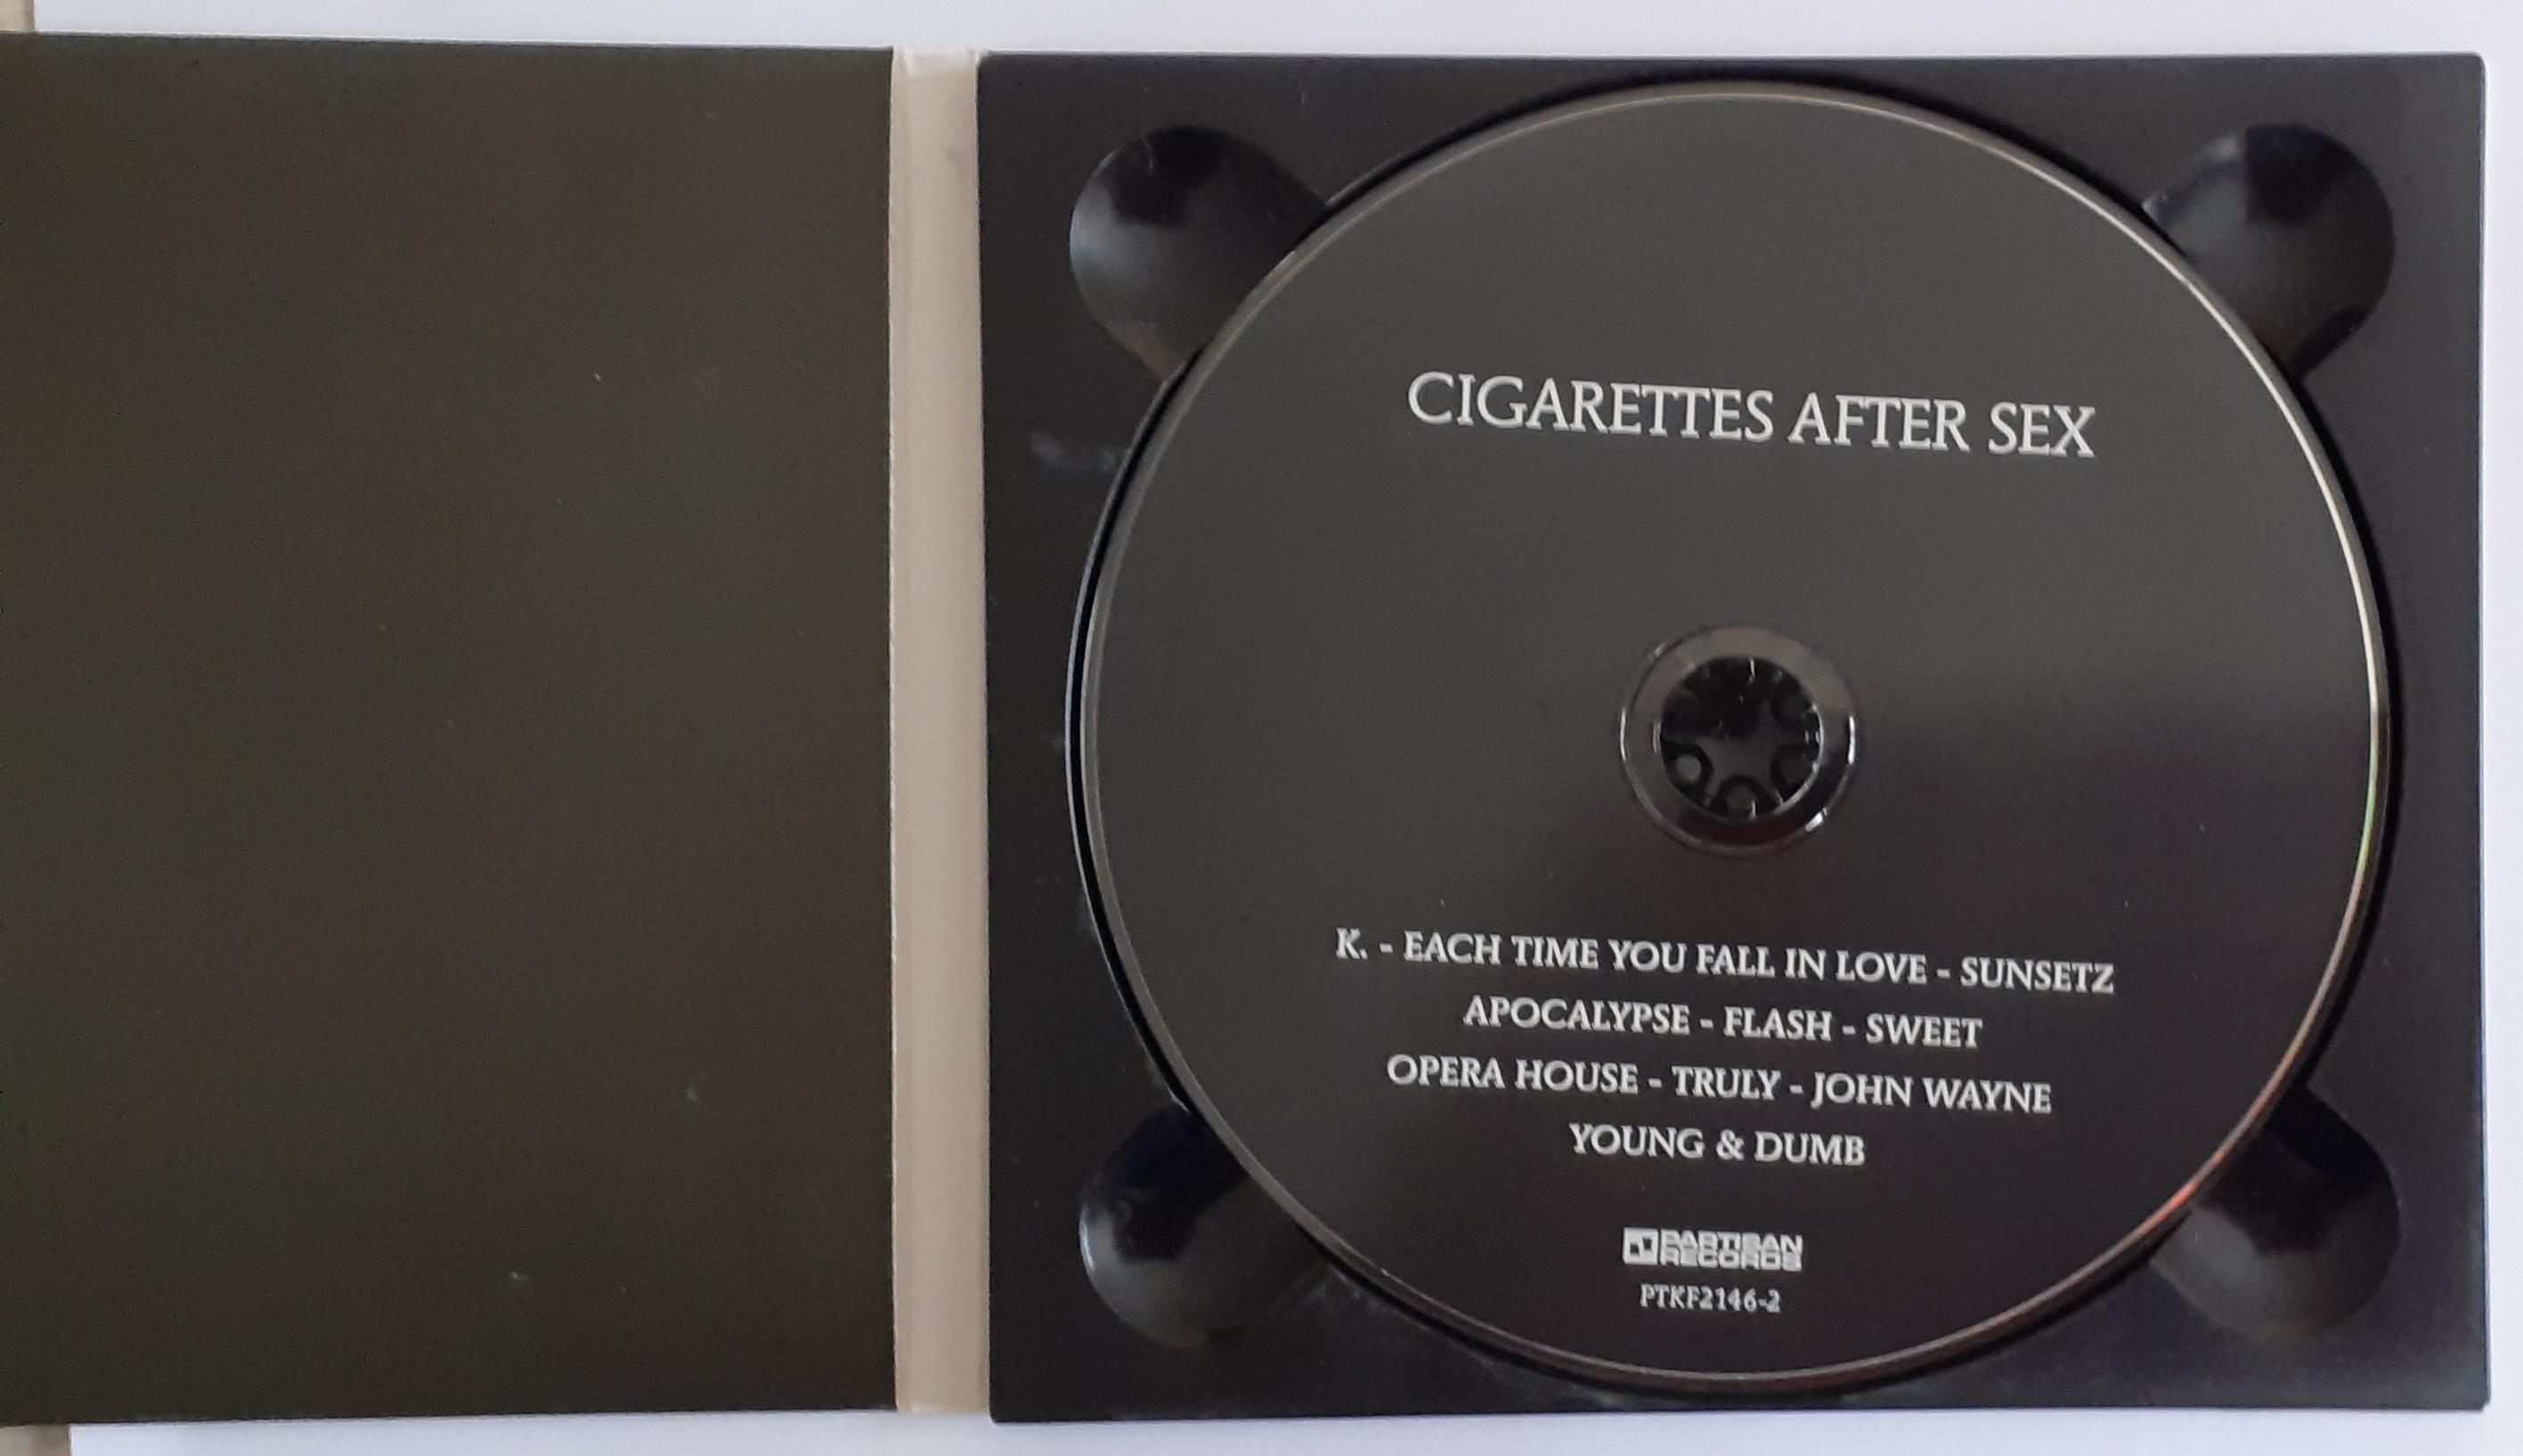 CIGARETTES AFTER SEX
K. - EACH TIME YOU FALL IN LOVE - SUNSETZ
APOCALYPSE - FLASH - SWEET
OPERA HOUSE - TRULY - JOHN WAYNE
YOUNG & DUMB
PARTISAN
RECORDS
PTKF2146-2